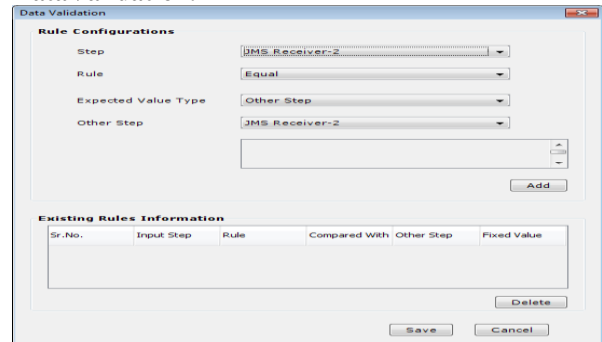 Data Validation
Rule Configurations
Step JMS Receiver-2
Rule Equal
Expected Value Type Other Step
Other Step JMS Receiver-2
Add
Existing Rules Information
Sr.No. Input Step Rule Compared With Other Step Fixed Value
Delete
Save Cancel